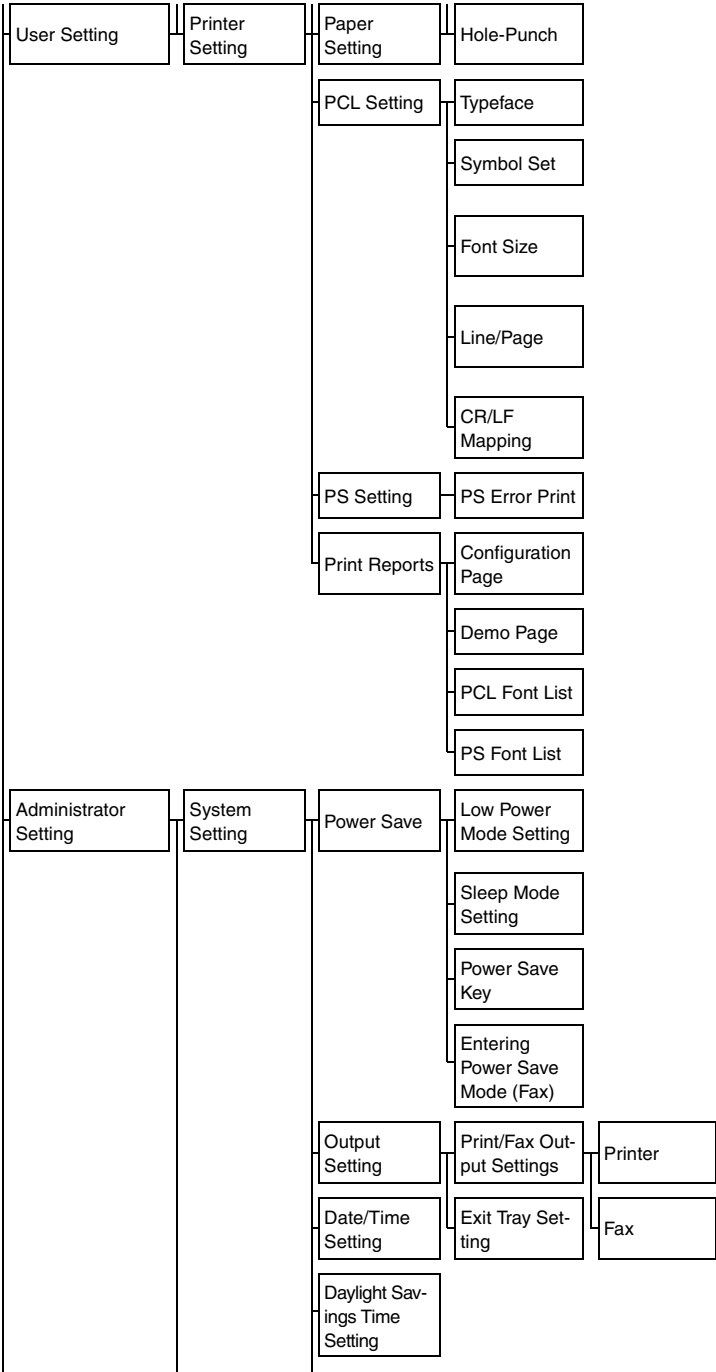 User Setting
Printer
Setting
Paper
Setting
Hole-Punch
PCL Setting
Typeface
Symbol Set
Font Size
Line/Page
CR/LF
Mapping
PS Setting
PS Error Print
Print Reports
Configuration
Page
Demo Page
PCL Font List
PS Font List
Administrator
Setting
System
Setting
Power Save
Low Power
Mode Setting
Sleep Mode
Setting
Power Save
Key
Entering
Power Save
Mode (Fax)
Output
Setting
Print/Fax Out-
put Settings
Printer
Date/Time
Setting
Exit Tray Set-
ting
Fax
Daylight Sav-
ings Time
Setting